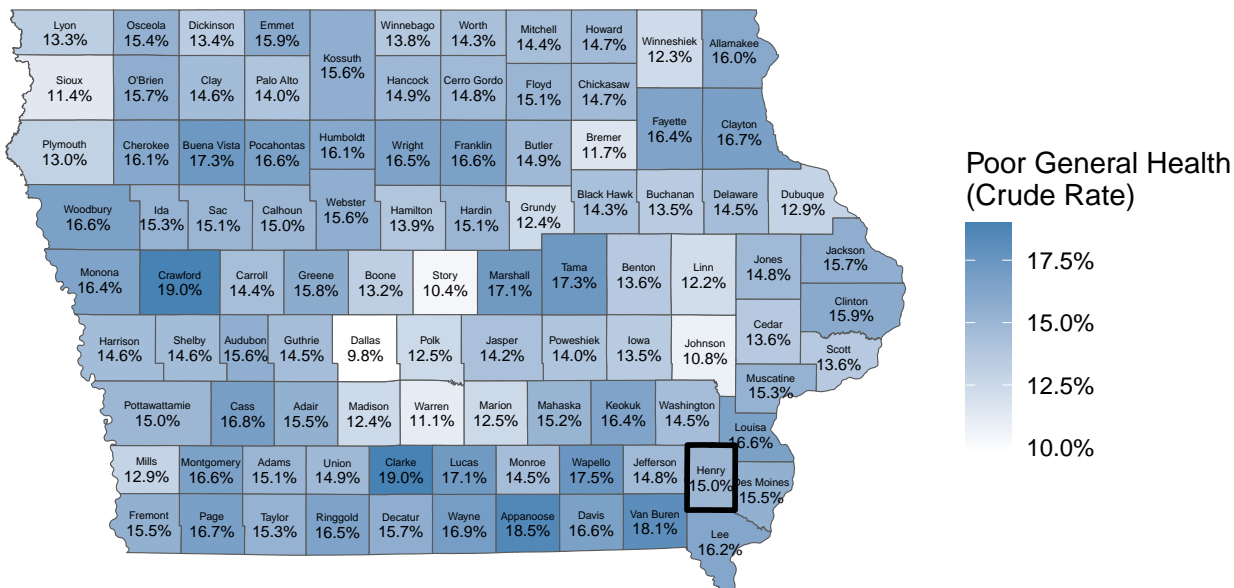 Lyon
13.3%
Osceola
15.4%
Dickinson
13.4%
Emmet
15.9%
Kossuth
15.6%
Winnebago
13.8%
Worth
14.3%
Mitchell
14.4%
Howard
14.7%
Winneshiek
12.3%
Allamakee
16.0%
Sioux
11.4%
O'Brien
15.7%
Clay
14.6%
Palo Alto
14.0%
Hancock
14.9%
Cerro Gordo
14.8%
Floyd
15.1%
Chickasaw
14.7%
Fayette
16.4%
Clayton
16.7%
Plymouth
13.0%
Cherokee
16.1%
Buena Vista
17.3%
Pocahontas
16.6%
Humboldt
16.1%
Wright
16.5%
Franklin
16.6%
Butler
14.9%
Bremer
11.7%
Woodbury
16.6%
Ida
15.3%
Sac
15.1%
Calhoun
15.0%
Webster
15.6%
Hamilton
13.9%
Hardin
15.1%
Grundy
12.4%
Black Hawk
14.3%
Buchanan
13.5%
Delaware
14.5%
Dubuque
12.9%
Monona
16.4%
Crawford
19.0%
Carroll
14.4%
Greene
15.8%
Boone
13.2%
Story
10.4%
Marshall
17.1%
Tama
17.3%
Benton
13.6%
Linn
12.2%
Jones
14.8%
Jackson
15.7%
Clinton
15.9%
Harrison
14.6%
Shelby
14.6%
Audubon
15.6%
Guthrie
14.5%
Dallas
9.8%
Polk
12.5%
Jasper
14.2%
Poweshiek
14.0%
Iowa
13.5%
Johnson
10.8%
Cedar
13.6%
Scott
13.6%
Muscatine
15.3%
Pottawattamie
15.0%
Cass
16.8%
Adair
15.5%
Madison
12.4%
Warren
11.1%
Marion
12.5%
Mahaska
15.2%
Keokuk
16.4%
Washington
14.5%
Louisa
16.6%
Mills
12.9%
Montgomery
16.6%
Adams
15.1%
Union
14.9%
Clarke
19.0%
Lucas
17.1%
Monroe
14.5%
Wapello
17.5%
Jefferson
14.8%
Henry
15.0%
Des Moines
15.5%
Fremont
15.5%
Page
16.7%
Taylor
15.3%
Ringgold
16.5%
Decatur
15.7%
Wayne
16.9%
Appanoose
18.5%
Davis
16.6%
Van Buren
18.1%
Lee
16.2%
Poor General Health
(Crude Rate)
17.5%
15.0%
12.5%
10.0%